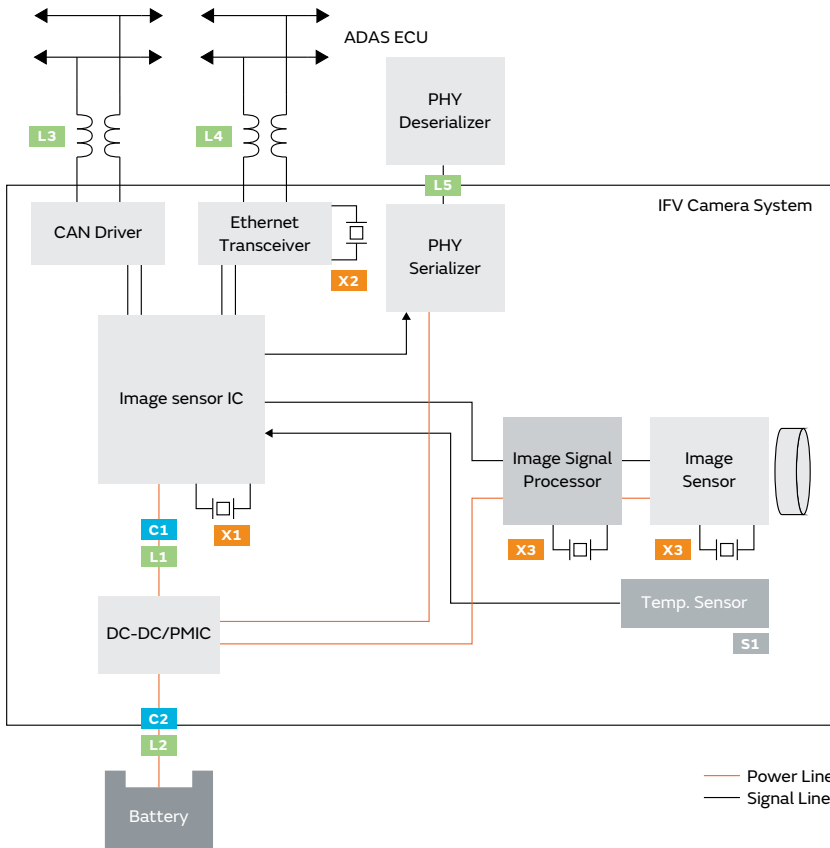 ADAS ECU
PHY
Deserializer
L3
L4
L5
IFV Camera System
CAN Driver
Ethernet
Transceiver
PHY
Serializer
X2
Image sensor IC
Image Signal
Processor
Image
Sensor
C1
X1
L1
X3
X3
Temp. Sensor
DC-DC/PMIC
S1
C2
L2
Power Line
Signal Line
Battery